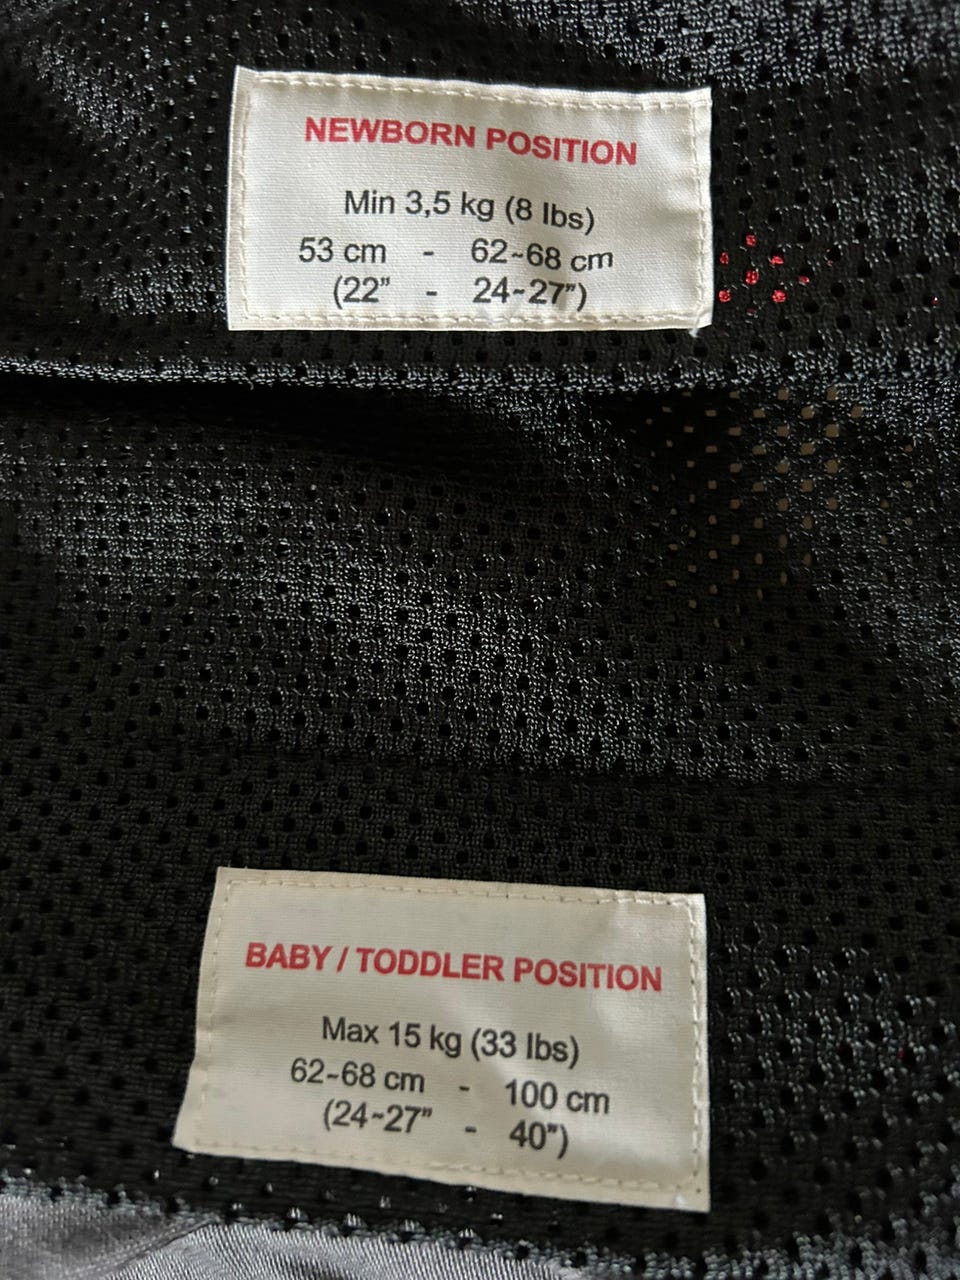 NEWBORN POSITION
Min 3,5 kg (8 lbs)
53 cm - 62~68 cm
(22" - 24~27")
BABY / TODDLER POSITION
Max 15 kg (33 lbs)
62~68 cm - 100 cm
(24~27" - 40")